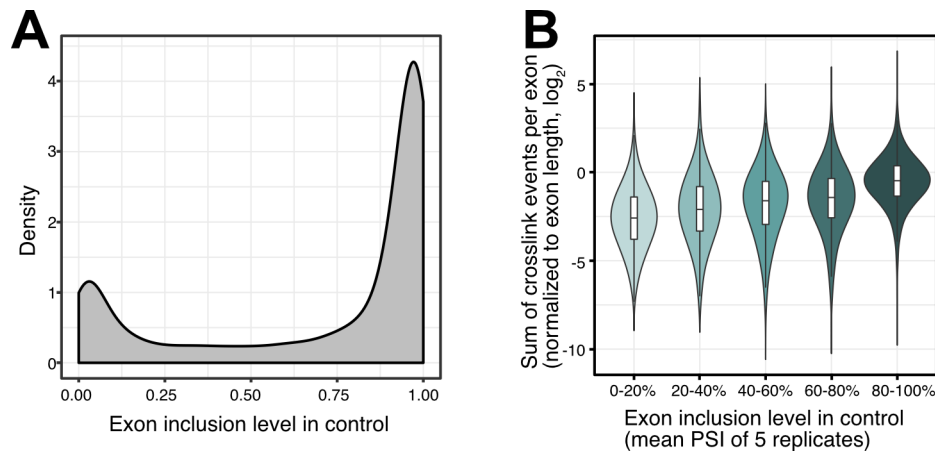 A
Density
4
3
2
1
0
0.00 0.25 0.50 0.75 1.00
Exon inclusion level in control
B
Sum of crosslink events per exon
(normalized to exon length, log2)
5
0
-5
-10
0-20% 20-40% 40-60% 60-80% 80-100%
Exon inclusion level in control
(mean PSI of 5 replicates)